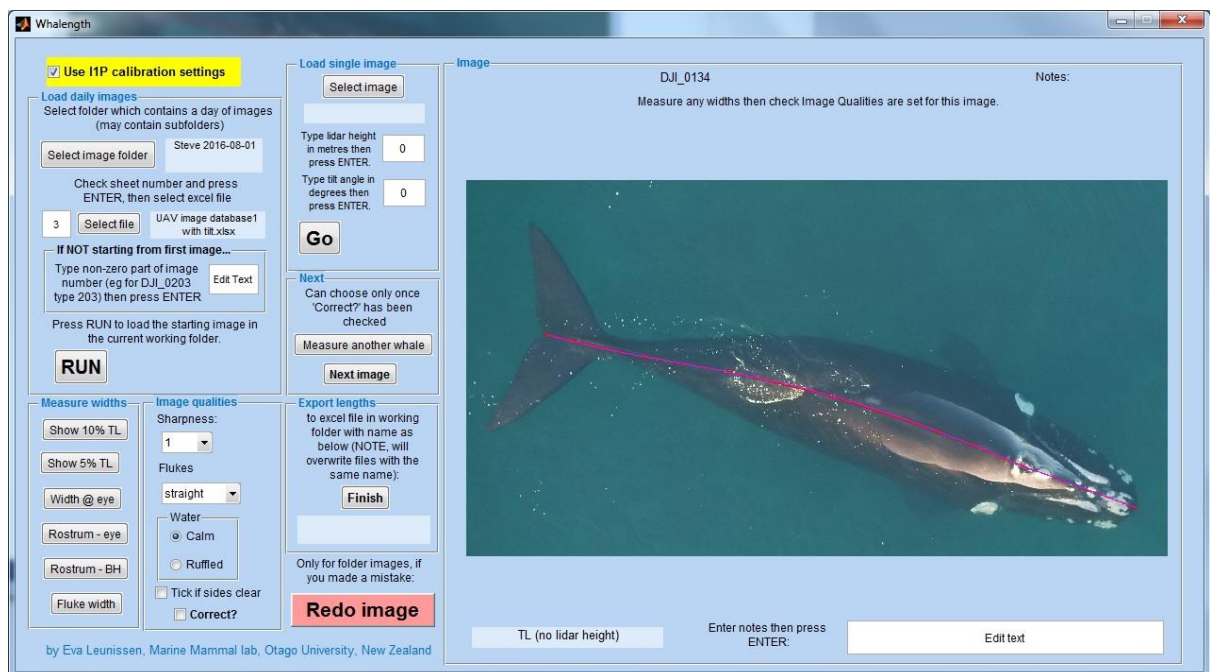 Whalength
Use I1P calibration settings
Load daily images
Select folder which contains a day of images
(may contain subfolders)
Select image folder
Steve 2016-08-01
Check sheet number and press
ENTER, then select excel file
3
Select file
UAV image database1
with tilt.xlsx
If NOT starting from first image...
Type non-zero part of image
number (eg for DJI_0203
type 203) then press ENTER
Edit Text
Press RUN to load the starting image in
the current working folder.
RUN
Measure widths
Show 10% TL
Show 5% TL
Width @ eye
Rostrum - eye
Rostrum - BH
Fluke width
Image qualities
Sharpness:
1
Flukes
straight
Water
Calm
Ruffled
Tick if sides clear
Correct?
by Eva Leunissen, Marine Mammal lab, Otago University, New Zealand
Load single image
Select image
Type lidar height
in metres then
press ENTER.
0
Type tilt angle in
degrees then
press ENTER.
0
Go
Next
Can choose only once
'Correct?' has been
checked
Measure another whale
Next image
Export lengths
to excel file in working
folder with name as
below (NOTE, will
overwrite files with the
same name):
Finish
Only for folder images, if
you made a mistake:
Redo image
Image
DJI_0134
Notes:
Measure any widths then check Image Qualities are set for this image.
TL (no lidar height)
Enter notes then press
ENTER:
Edit text